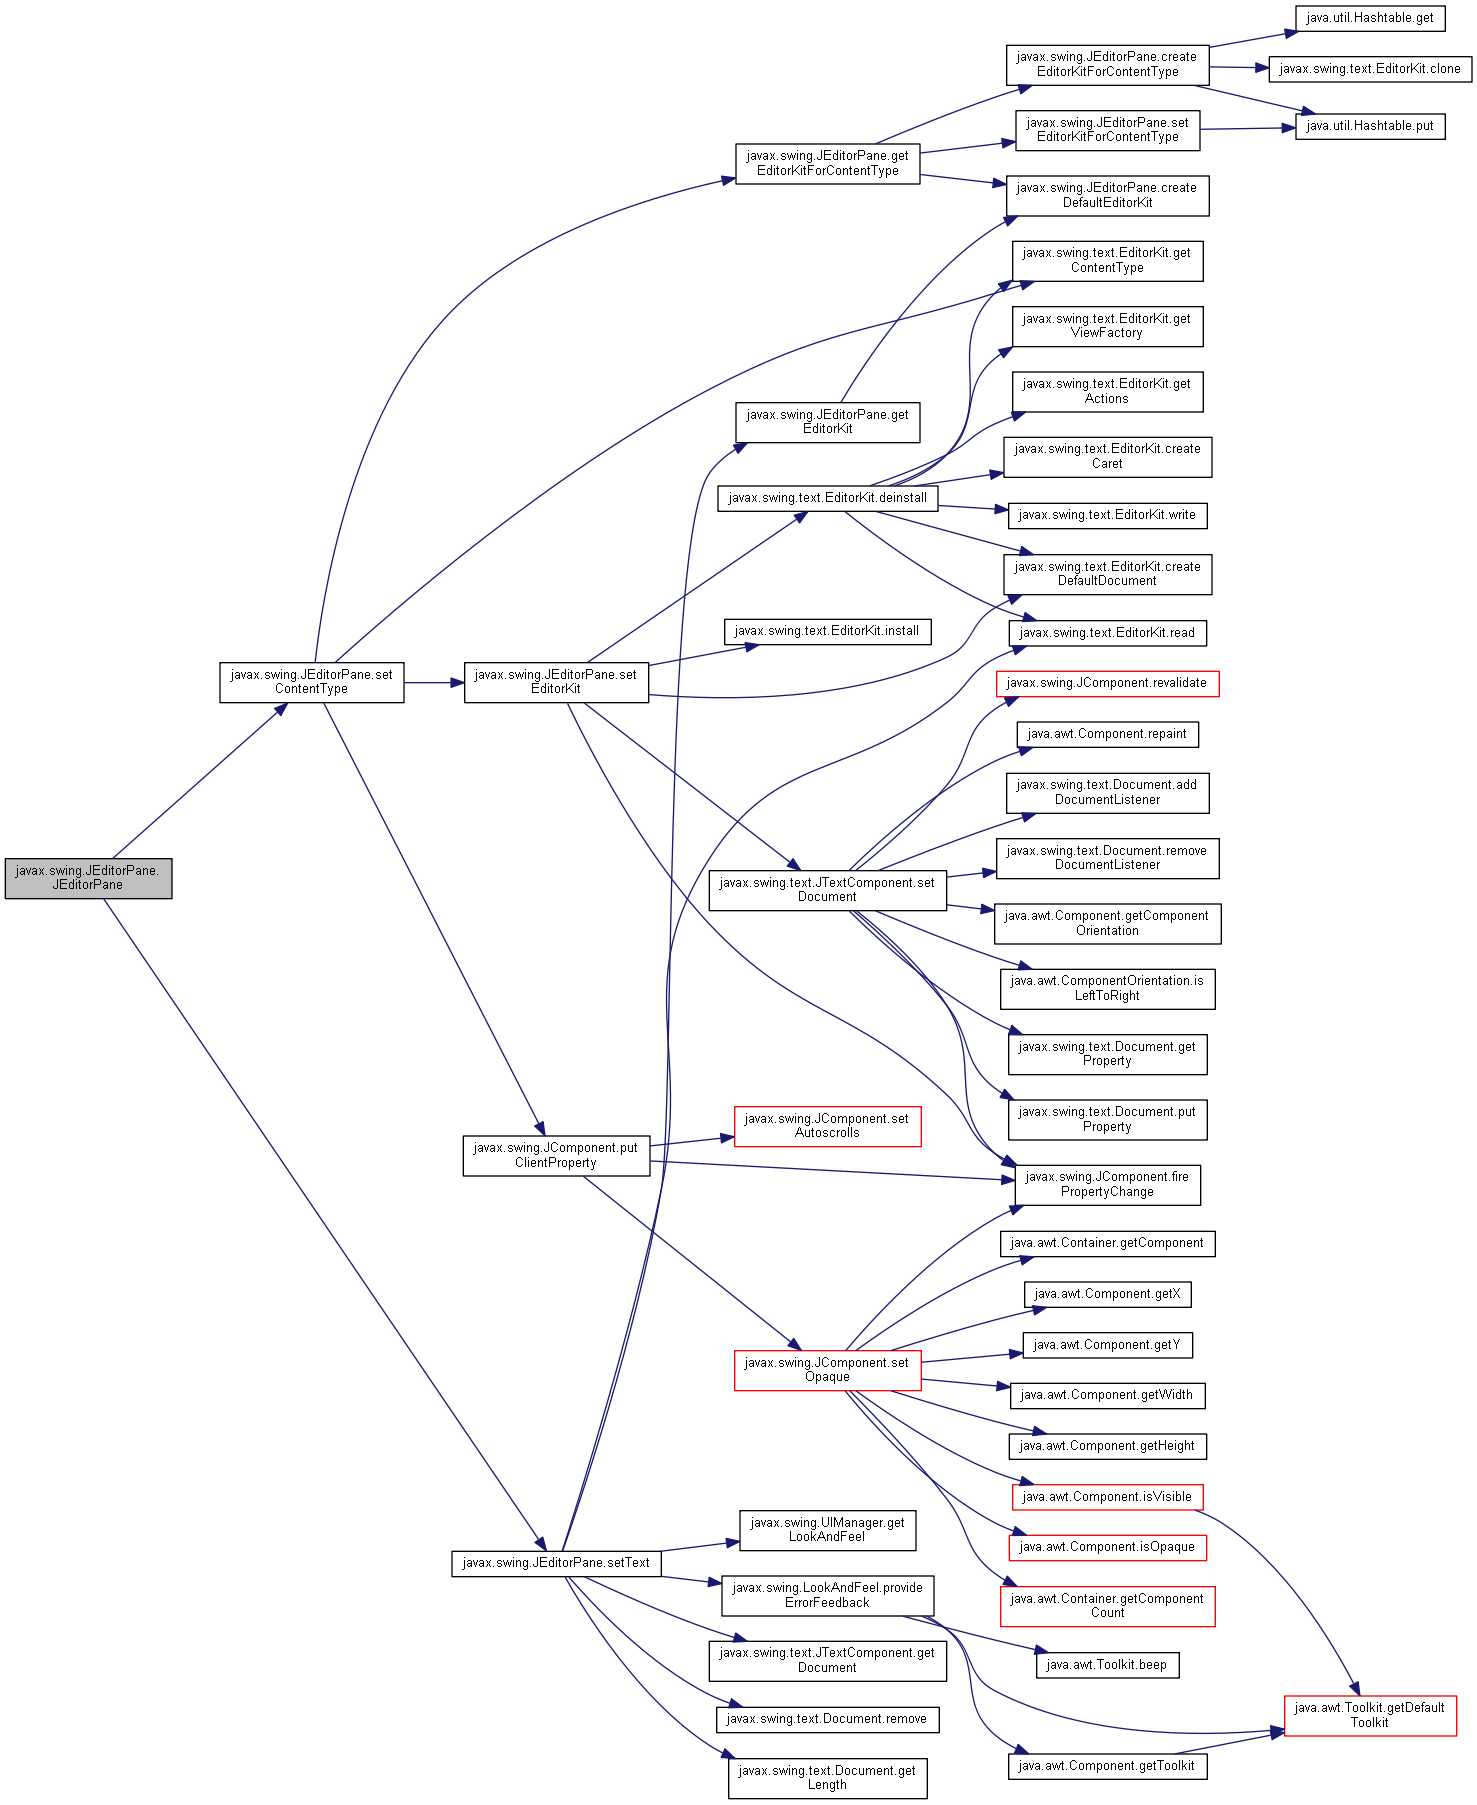 java.util.Hashtable.get
javax.swing.JEditorPane.create
EditorKitForContentType
javax.swing.text.EditorKit.clone
javax.swing.JEditorPane.set
EditorKitForContentType
java.util.Hashtable.put
javax.swing.JEditorPane.get
EditorKitForContentType
javax.swing.JEditorPane.create
DefaultEditorKit
javax.swing.text.EditorKit.get
ContentType
javax.swing.text.EditorKit.get
ViewFactory
javax.swing.text.EditorKit.get
Actions
javax.swing.JEditorPane.get
EditorKit
javax.swing.text.EditorKit.create
Caret
javax.swing.text.EditorKit.deinstall
javax.swing.text.EditorKit.write
javax.swing.text.EditorKit.create
DefaultDocument
javax.swing.text.EditorKit.install
javax.swing.text.EditorKit.read
javax.swing.JEditorPane.set
ContentType
javax.swing.JEditorPane.set
EditorKit
javax.swing.JComponent.revalidate
java.awt.Component.repaint
javax.swing.text.Document.add
DocumentListener
javax.swing.text.Document.remove
DocumentListener
javax.swing.JEditorPane.
JEditorPane
javax.swing.text.JTextComponent.set
Document
java.awt.Component.getComponent
Orientation
java.awt.ComponentOrientation.is
LeftToRight
javax.swing.text.Document.get
Property
javax.swing.text.Document.put
Property
javax.swing.JComponent.set
Autoscrolls
javax.swing.JComponent.put
ClientProperty
javax.swing.JComponent.fire
PropertyChange
java.awt.Container.getComponent
java.awt.Component.getX
java.awt.Component.getY
javax.swing.JComponent.set
Opaque
java.awt.Component.getWidth
java.awt.Component.getHeight
java.awt.Component.isVisible
javax.swing.UIManager.get
LookAndFeel
java.awt.Component.isOpaque
javax.swing.JEditorPane.setText
javax.swing.LookAndFeel.provide
ErrorFeedback
java.awt.Container.getComponent
Count
javax.swing.text.JTextComponent.get
Document
java.awt.Toolkit.beep
javax.swing.text.Document.remove
java.awt.Toolkit.getDefault
Toolkit
java.awt.Component.getToolkit
javax.swing.text.Document.get
Length